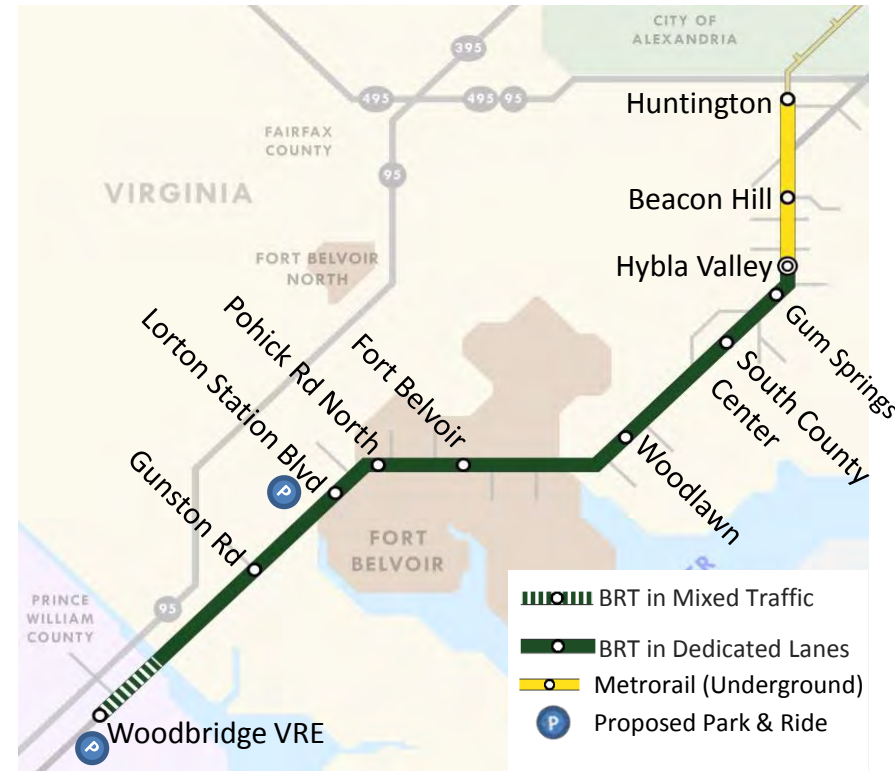 CITY OF
ALEXANDRIA
395
495
495
95
Huntington
FAIRFAX
COUNTY
95
VIRGINIA
Beacon Hill
FORT BELVOIR
NORTH
Hybla Valley
Gum Springs
South County
Center
Woodlawn
Fort Belvoir
Pohick Rd North
Lorton Station Blvd
P
Gunston Rd
FORT
BELVOIR
PRINCE
WILLIAM
COUNTY
95
Woodbridge VRE
P
BRT in Mixed Traffic
BRT in Dedicated Lanes
Metrorail (Underground)
P
Proposed Park & Ride